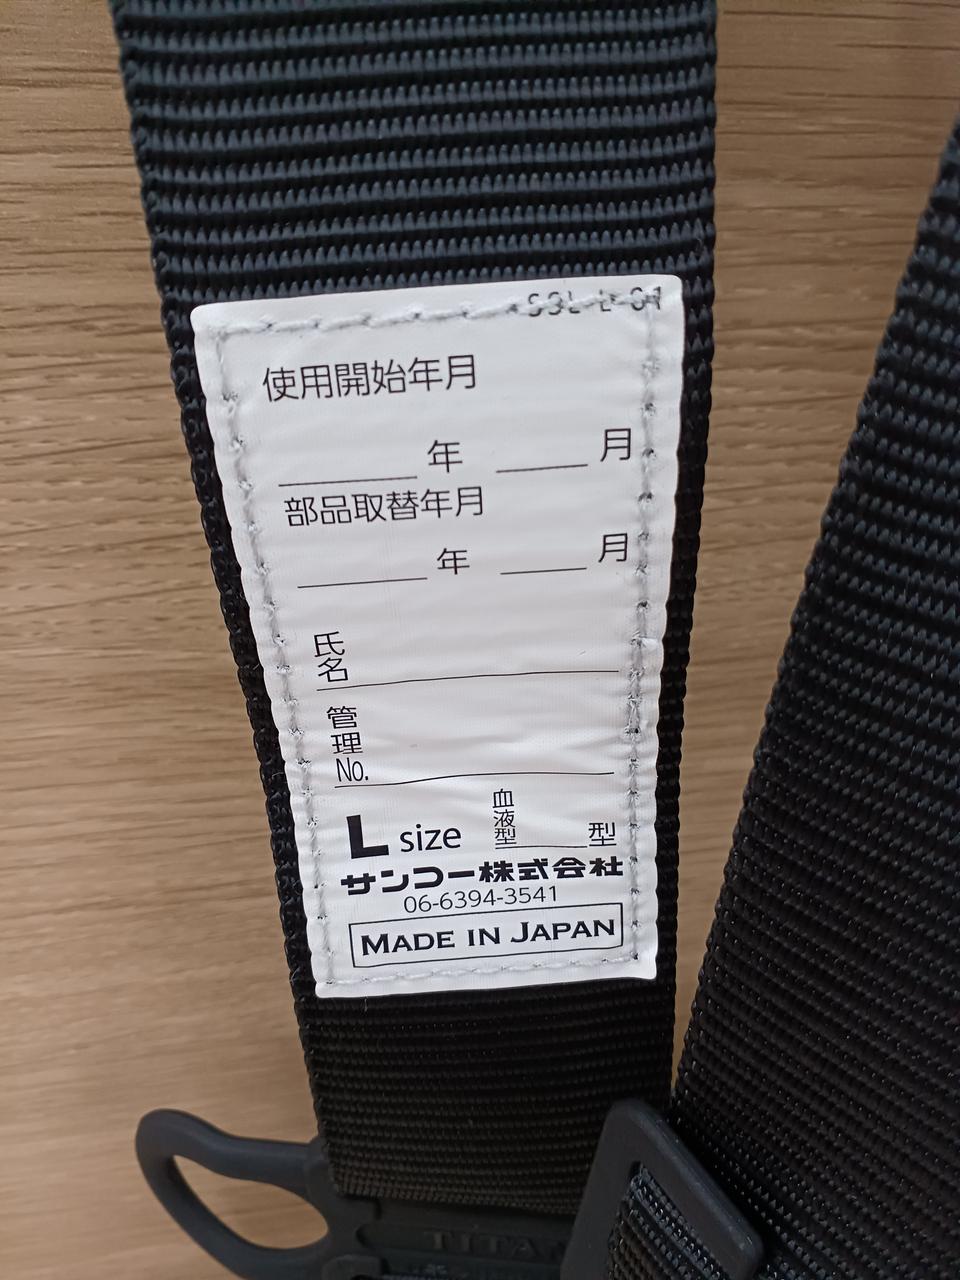 使用開始年月
年 月
部品取替年月
年 月
氏名
管理No.
L size 血液型 型
サンコー株式会社
06-6394-3541
MADE IN JAPAN